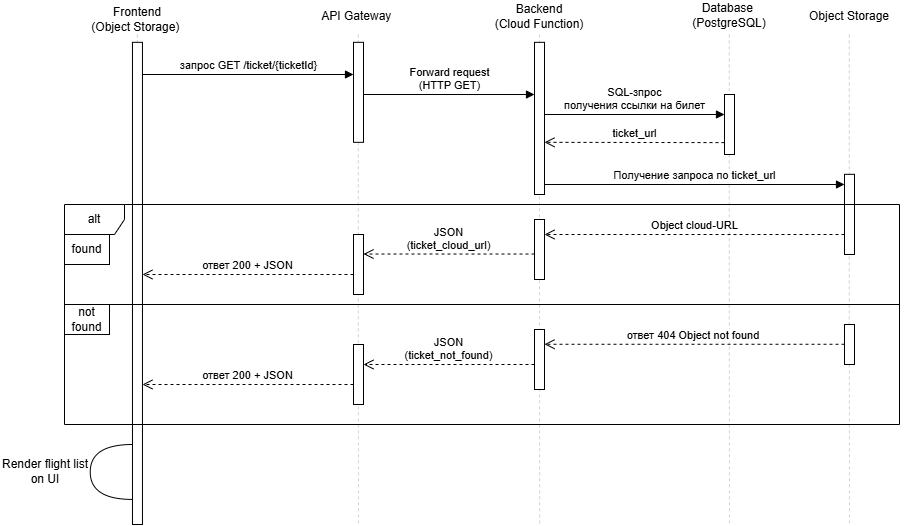 Frontend
(Object Storage)
API Gateway
Backend
(Cloud Function)
Database
(PostgreSQL)
Object Storage
запрос GET /ticket/{ticketId}
Forward request
(HTTP GET)
SQL-зпрос
получения ссылки на билет
ticket_url
Получение запроса по ticket_url
alt
found
Object cloud-URL
JSON
(ticket_cloud_url)
ответ 200 + JSON
not
found
ответ 404 Object not found
JSON
(ticket_not_found)
ответ 200 + JSON
Render flight list
on UI